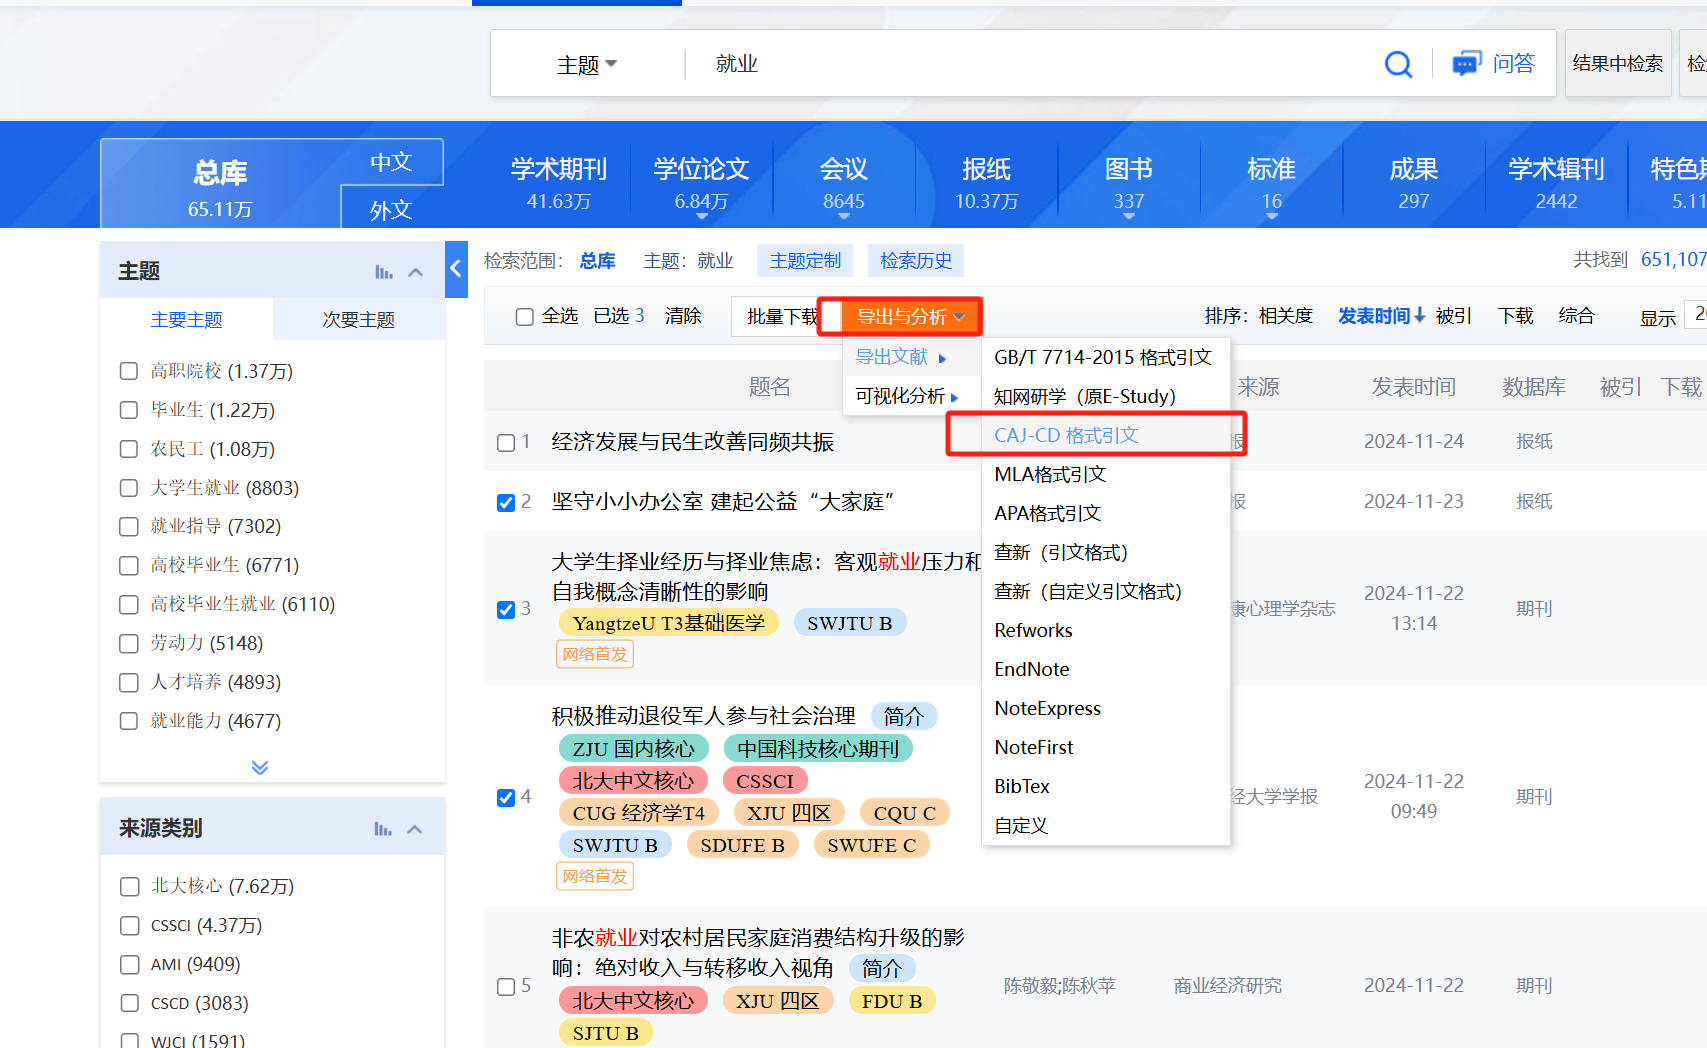 主题
就业
问答
结果中检索
总库
65.11万
中文
外文
学术期刊
41.63万
学位论文
6.84万
会议
8645
报纸
10.37万
图书
337
标准
16
成果
297
学术辑刊
2442
5.11
主题
主要主题
次要主题
高职院校 (1.37万)
毕业生 (1.22万)
农民工 (1.08万)
大学生就业 (8803)
就业指导 (7302)
高校毕业生 (6771)
高校毕业生就业 (6110)
劳动力 (5148)
人才培养 (4893)
就业能力 (4677)
来源类别
北大核心 (7.62万)
CSSCI (4.37万)
AMI (9409)
CSCD (3083)
WJCI (1591)
检索范围： 总库 主题：就业 主题定制 检索历史
共找到 651,107
全选 已选 3 清除 批量下载 导出与分析
排序： 相关度 发表时间 被引 下载 综合 显示
导出文献
可视化分析
GB/T 7714-2015 格式引文
知网研学（原E-Study）
CAJ-CD 格式引文
MLA格式引文
APA格式引文
查新（引文格式）
查新（自定义引文格式）
Refworks
EndNote
NoteExpress
NoteFirst
BibTex
自定义
题名 来源 发表时间 数据库 被引 下载
1 经济发展与民生改善同频共振 报 2024-11-24 报纸
2 坚守小小办公室 建起公益“大家庭” 报 2024-11-23 报纸
3 大学生择业经历与择业焦虑：客观就业压力和
自我概念清晰性的影响
YangtzeU T3基础医学 SWJTU B
网络首发
康心理学杂志
2024-11-22
13:14
期刊
4 积极推动退役军人参与社会治理 简介
ZJU 国内核心 中国科技核心期刊
北大中文核心 CSSCI
CUG 经济学T4 XJU 四区 CQU C
SWJTU B SDUFE B SWUFE C
网络首发
经大学学报
2024-11-22
09:49
期刊
5 非农就业对农村居民家庭消费结构升级的影
响：绝对收入与转移收入视角 简介
北大中文核心 XJU 四区 FDU B
SJTU B
陈敬毅;陈秋苹
商业经济研究
2024-11-22
期刊